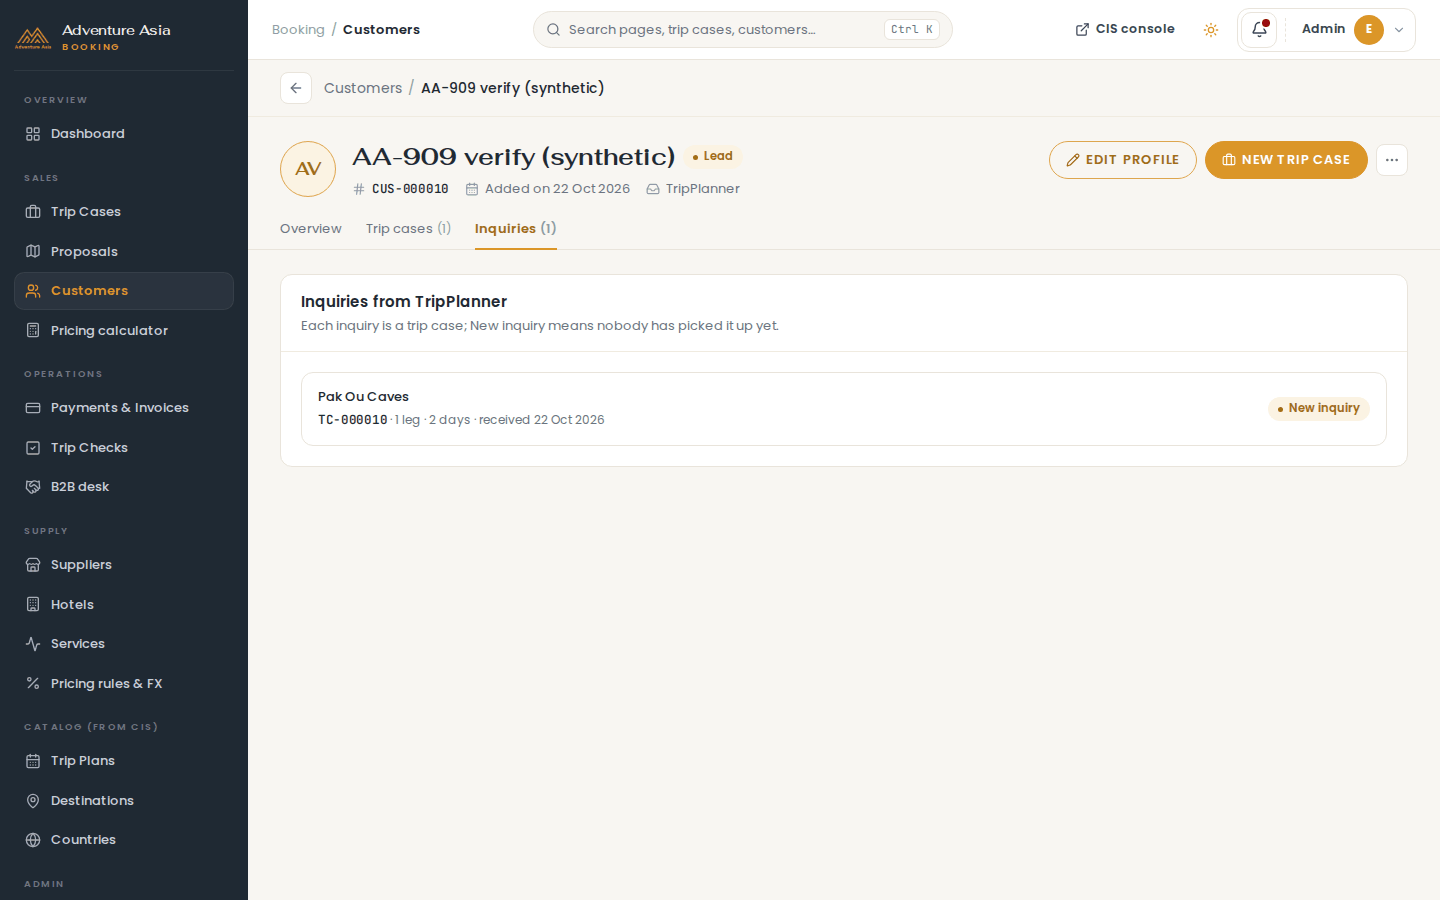 Adventure Asia
Adventure Asia
BOOKING
OVERVIEW
Dashboard
SALES
Trip Cases
Proposals
Customers
Pricing calculator
OPERATIONS
Payments & Invoices
Trip Checks
B2B desk
SUPPLY
Suppliers
Hotels
Services
Pricing rules & FX
CATALOG (FROM CIS)
Trip Plans
Destinations
Countries
ADMIN
Booking / Customers
Search pages, trip cases, customers...
Ctrl K
CIS console
Admin
E
Customers / AA-909 verify (synthetic)
AV
AA-909 verify (synthetic)
Lead
CUS-000010
Added on 22 Oct 2026
TripPlanner
EDIT PROFILE
NEW TRIP CASE
Overview
Trip cases (1)
Inquiries (1)
Inquiries from TripPlanner
Each inquiry is a trip case; New inquiry means nobody has picked it up yet.
Pak Ou Caves
TC-000010 · 1 leg · 2 days · received 22 Oct 2026
New inquiry